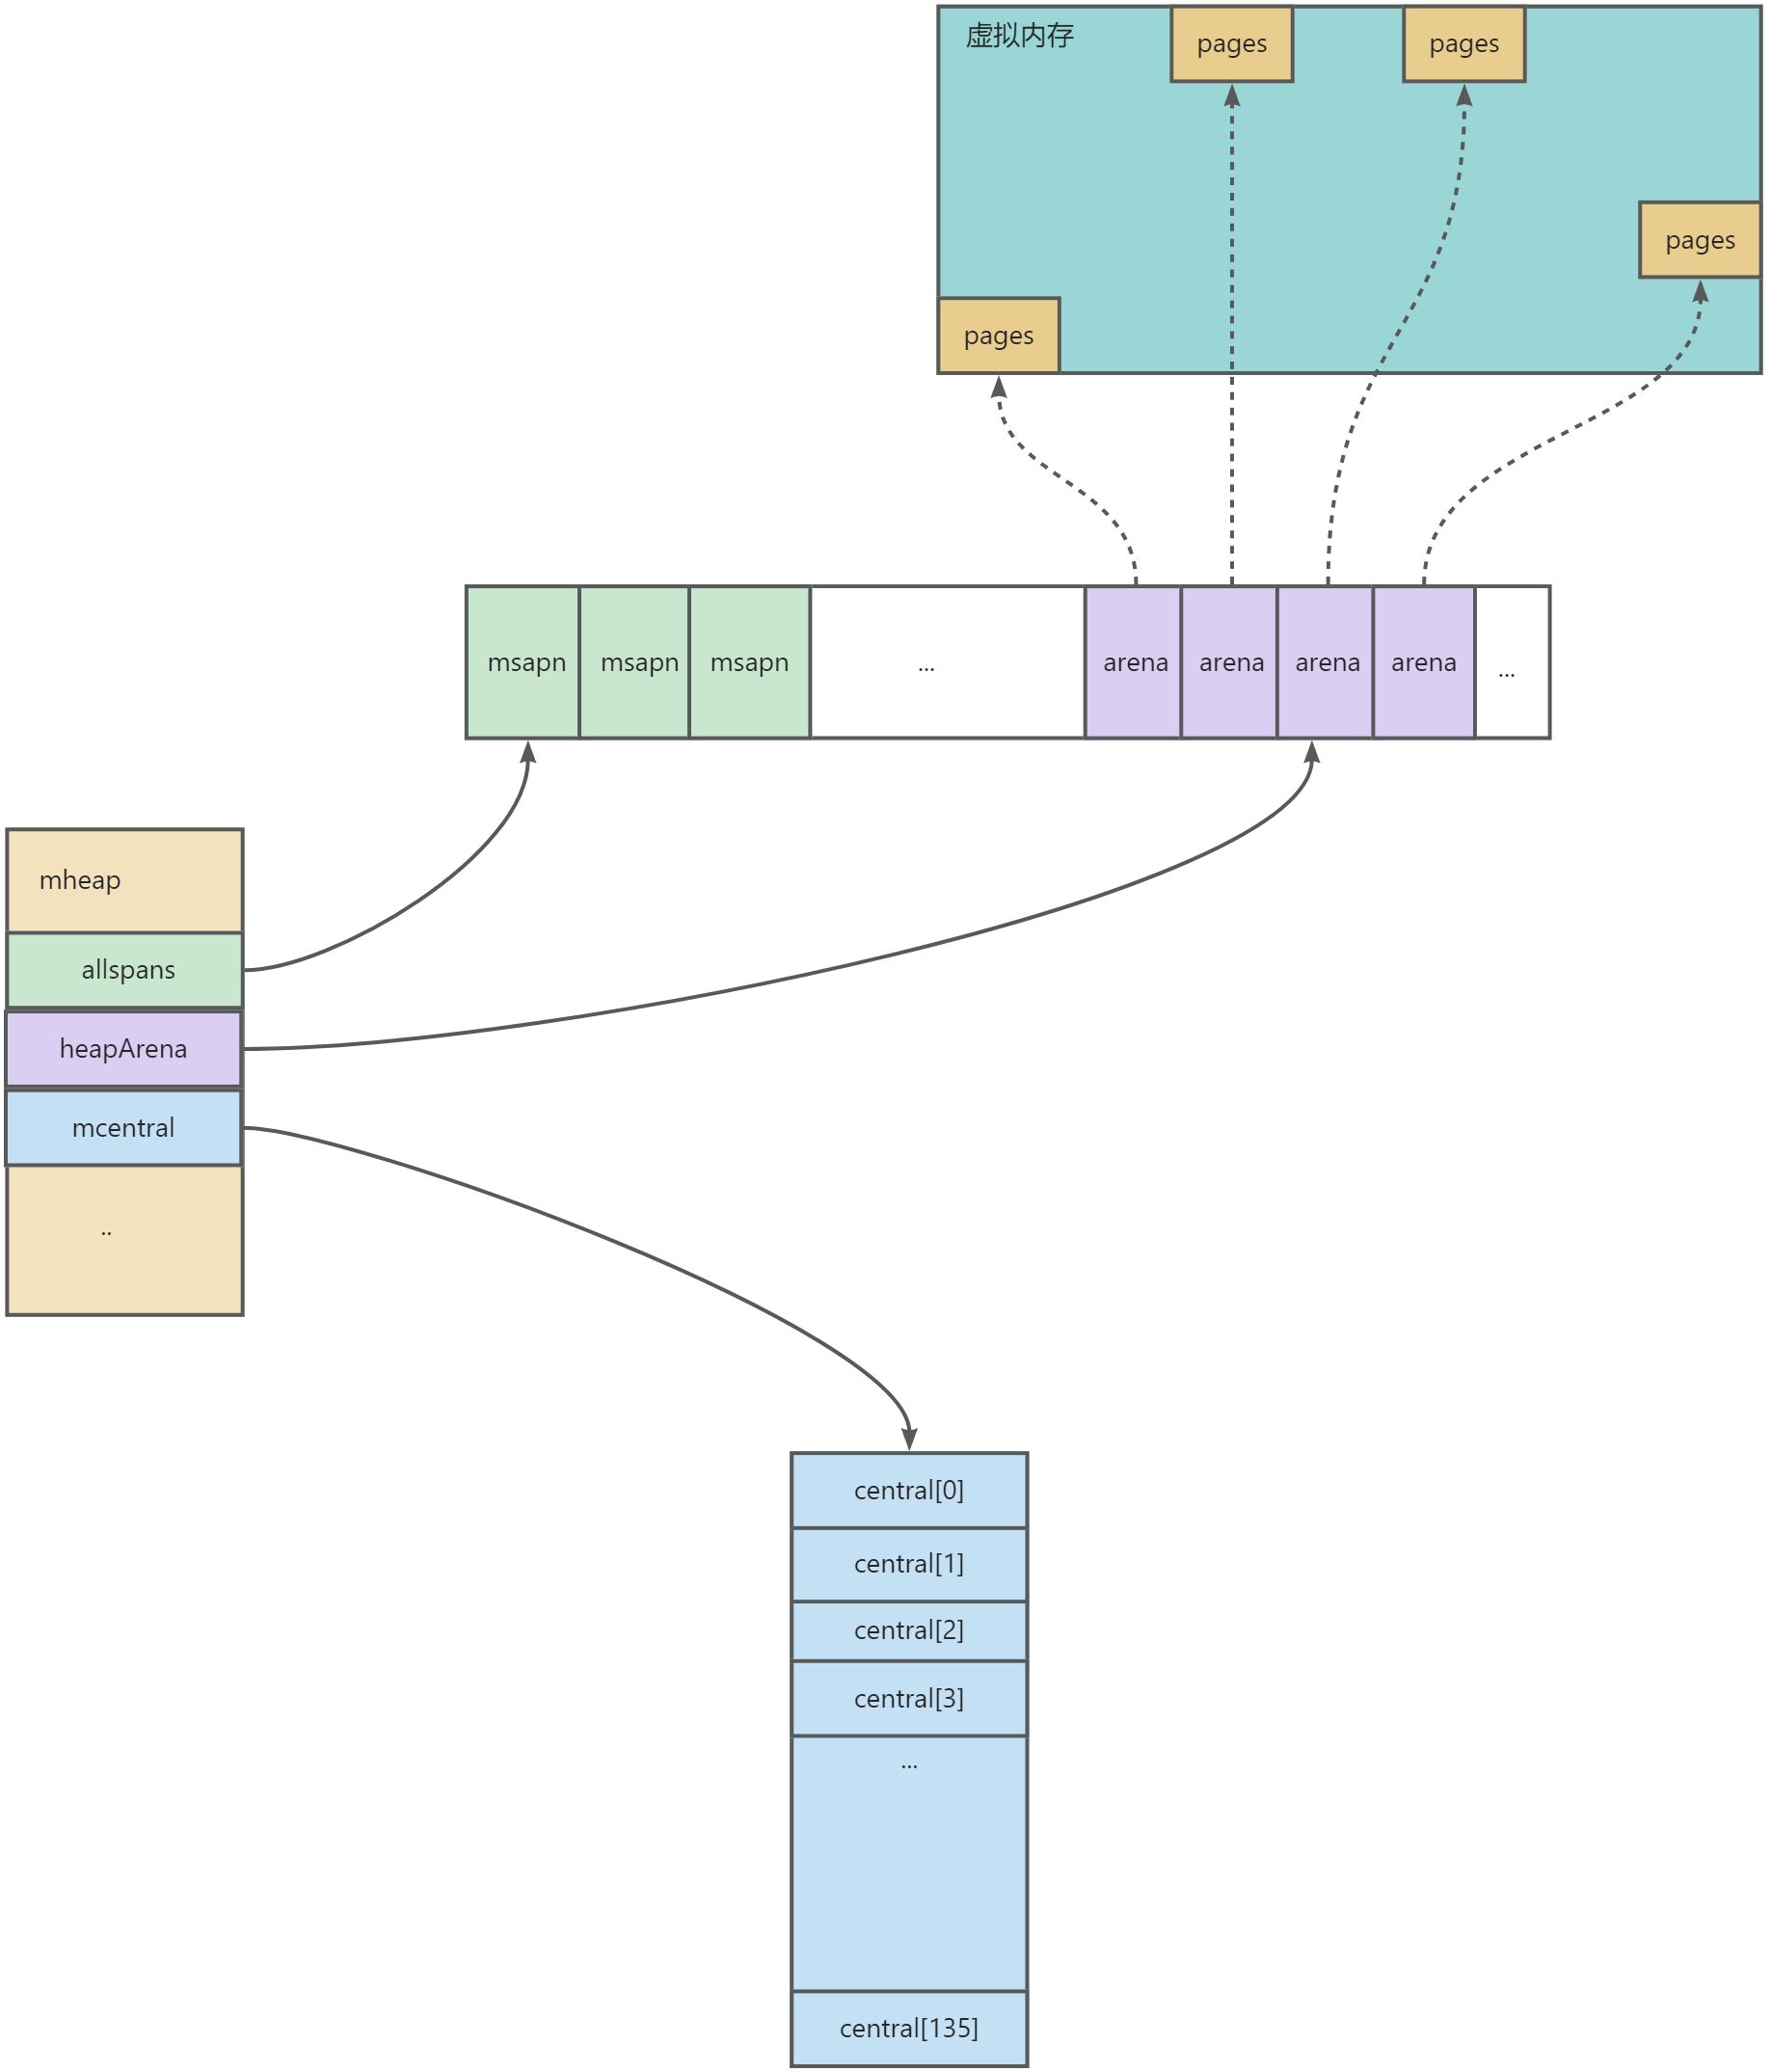 虚拟内存
pages
pages
pages
pages
msapn
msapn
msapn
...
arena
arena
arena
arena
...
mheap
allspans
heapArena
mcentral
..
central[0]
central[1]
central[2]
central[3]
...
central[135]